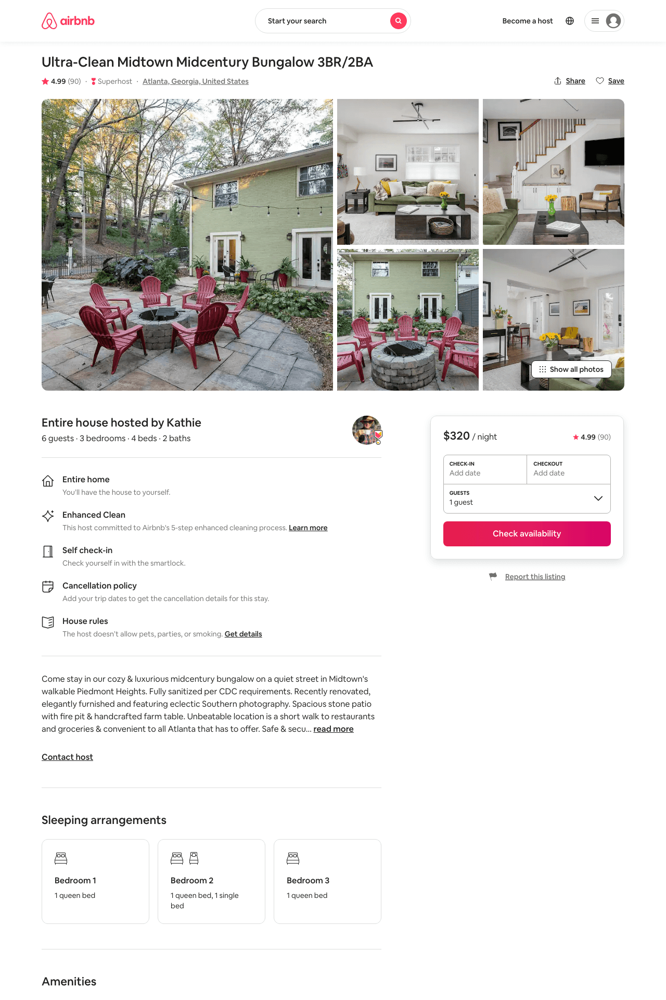 airbnb
Start your search
Become a host
Ultra-Clean Midtown Midcentury Bungalow 3BR/2BA
4.99 (90) · Superhost · Atlanta, Georgia, United States
Share
Save
Show all photos
Entire house hosted by Kathie
6 guests · 3 bedrooms · 4 beds · 2 baths
Entire home
You’ll have the house to yourself.
Enhanced Clean
This host committed to Airbnb's 5-step enhanced cleaning process. Learn more
Self check-in
Check yourself in with the smartlock.
Cancellation policy
Add your trip dates to get the cancellation details for this stay.
House rules
The host doesn’t allow pets, parties, or smoking. Get details
$320 / night
4.99 (90)
CHECK-IN
Add date
CHECKOUT
Add date
GUESTS
1 guest
Check availability
Report this listing
Come stay in our cozy & luxurious midcentury bungalow on a quiet street in Midtown's
walkable Piedmont Heights. Fully sanitized per CDC requirements. Recently renovated,
elegantly furnished and featuring eclectic Southern photography. Spacious stone patio
with fire pit & handcrafted farm table. Unbeatable location is a short walk to restaurants
and groceries & convenient to all Atlanta that has to offer. Safe & secu... read more
Contact host
Sleeping arrangements
Bedroom 1
1 queen bed
Bedroom 2
1 queen bed, 1 single
bed
Bedroom 3
1 queen bed
Amenities